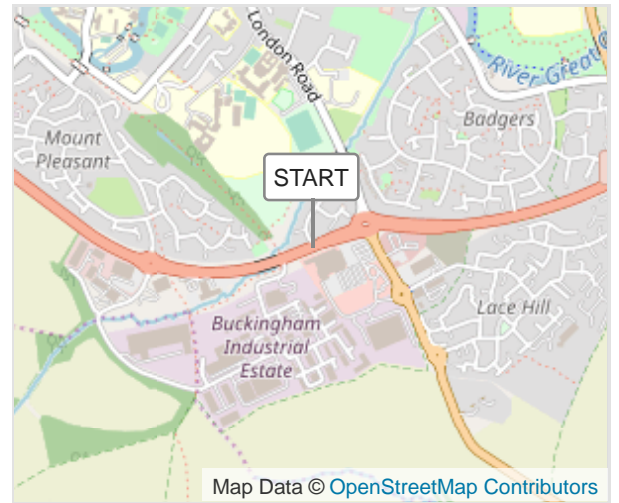 London Road
River Great
Badgers
Mount
Pleasant
START
Lace Hill
Buckingham
Industrial
Estate
Map Data © OpenStreetMap Contributors